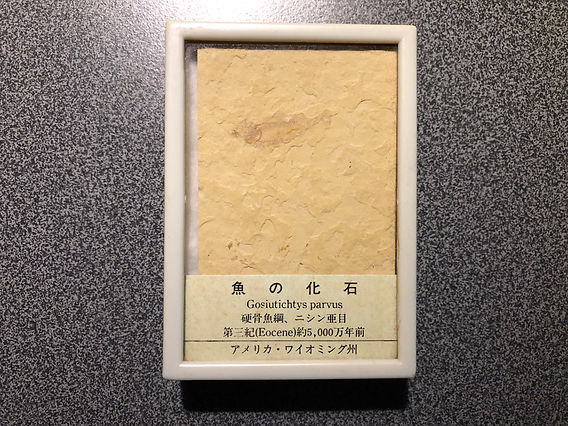 魚の化石
Gosiutichtys parvus
硬骨魚綱、ニシン亜目
第三紀(Eocene)約5,000万年前
アメリカ・ワイオミング州